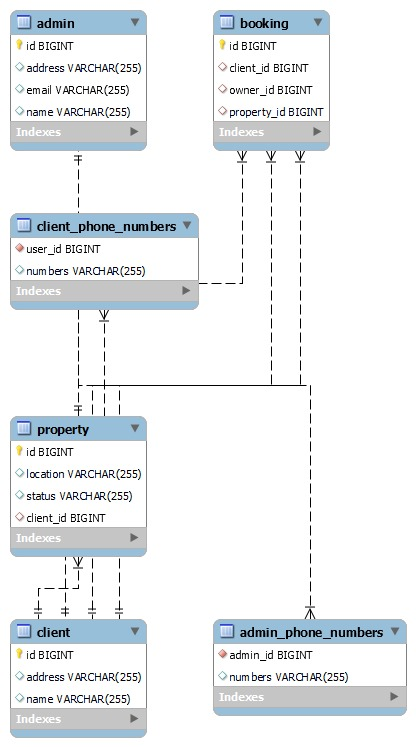 admin
id BIGINT
address VARCHAR(255)
email VARCHAR(255)
name VARCHAR(255)
Indexes
booking
id BIGINT
client_id BIGINT
owner_id BIGINT
property_id BIGINT
Indexes
client_phone_numbers
user_id BIGINT
numbers VARCHAR(255)
Indexes
property
id BIGINT
location VARCHAR(255)
status VARCHAR(255)
client_id BIGINT
Indexes
client
id BIGINT
address VARCHAR(255)
name VARCHAR(255)
Indexes
admin_phone_numbers
admin_id BIGINT
numbers VARCHAR(255)
Indexes